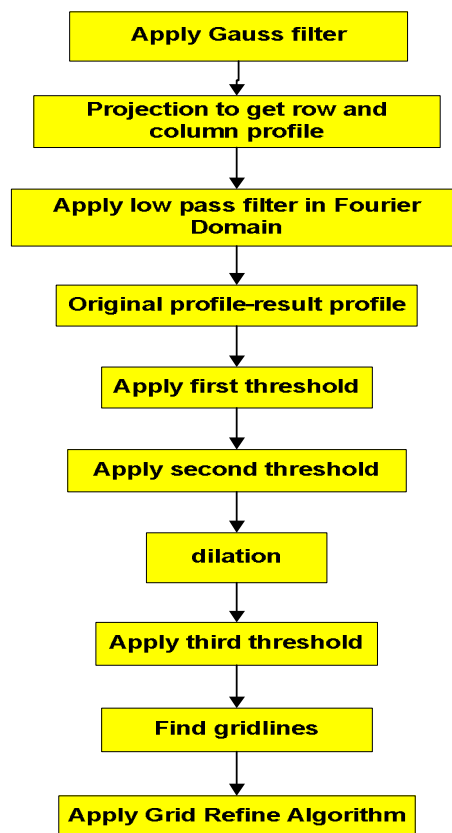 Apply Gauss filter
Projection to get row and
column profile
Apply low pass filter in Fourier
Domain
Original profile-result profile
Apply first threshold
Apply second threshold
dilation
Apply third threshold
Find gridlines
Apply Grid Refine Algorithm